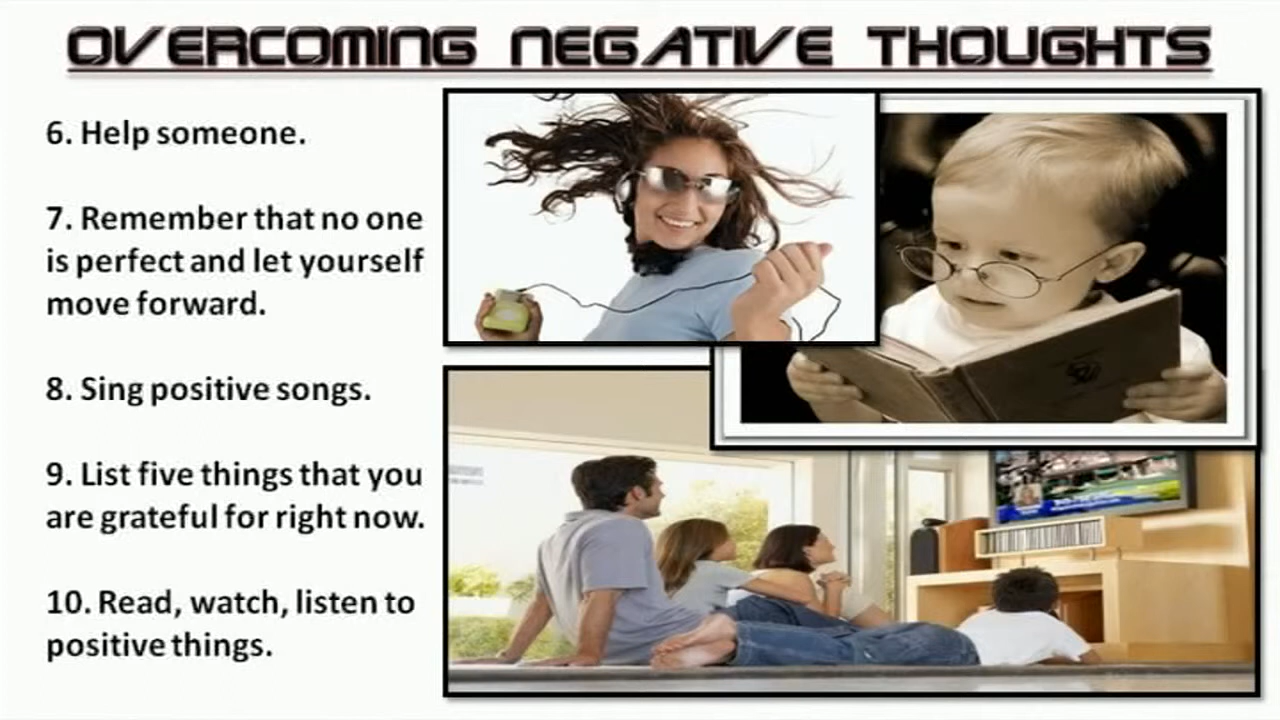 OVERCOMING NEGATIVE THOUGHTS
6. Help someone.
7. Remember that no one
is perfect and let yourself
move forward.
8. Sing positive songs.
9. List five things that you
are grateful for right now.
10. Read, watch, listen to
positive things.